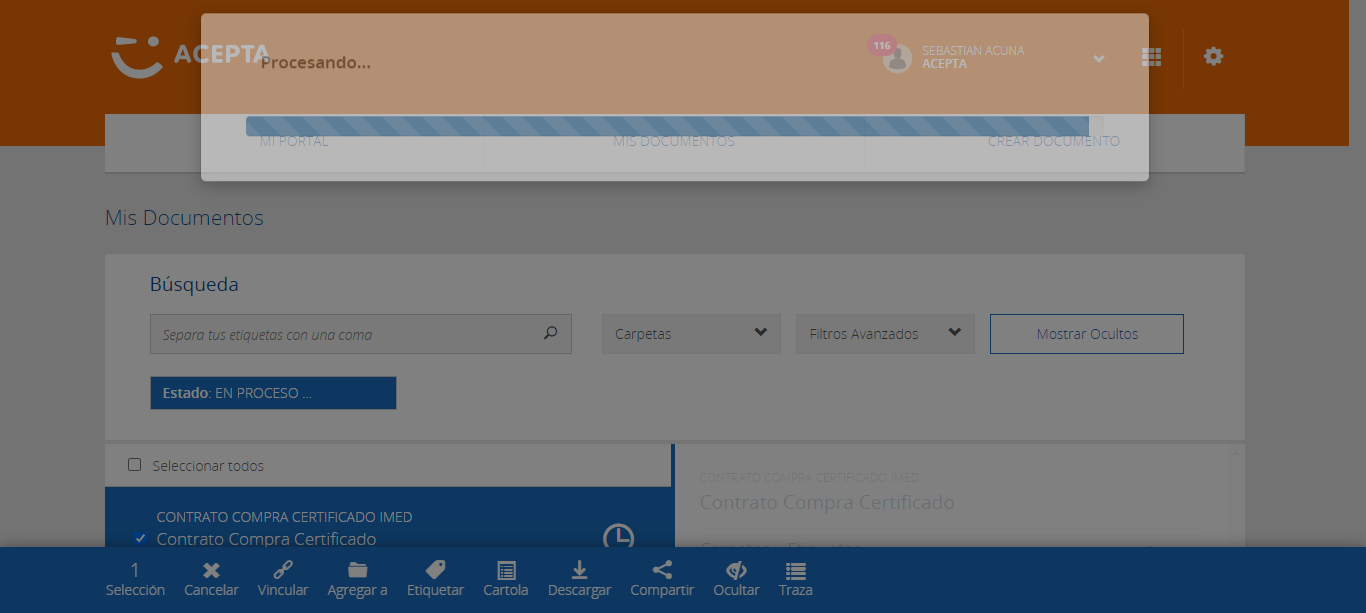 ACEPTA
Procesando...
116
SEBASTIAN ACUNA
ACEPTA
MI PORTAL
MIS DOCUMENTOS
CREAR DOCUMENTO
Mis Documentos
Búsqueda
Separa tus etiquetas con una coma
Carpetas
Filtros Avanzados
Mostrar Ocultos
Estado: EN PROCESO ...
Seleccionar todos
CONTRATO COMPRA CERTIFICADO IMED
Contrato Compra Certificado
CONTRATO COMPRA CERTIFICADO IMED
Contrato Compra Certificado
1
Selección
Cancelar
Vincular
Agregar a
Etiquetar
Cartola
Descargar
Compartir
Ocultar
Traza